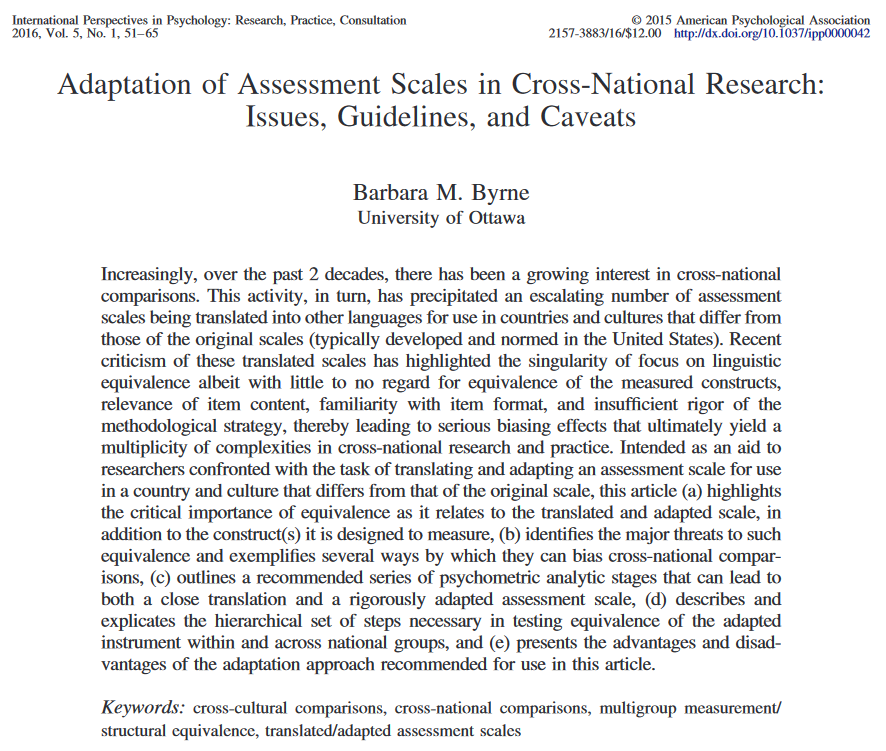 International Perspectives in Psychology: Research, Practice, Consultation
2016, Vol. 5, No. 1, 51–65
© 2015 American Psychological Association
2157-3883/16/$12.00 http://dx.doi.org/10.1037/ipp0000042
Adaptation of Assessment Scales in Cross-National Research:
Issues, Guidelines, and Caveats
Barbara M. Byrne
University of Ottawa
Increasingly, over the past 2 decades, there has been a growing interest in cross-national
comparisons. This activity, in turn, has precipitated an escalating number of assessment
scales being translated into other languages for use in countries and cultures that differ from
those of the original scales (typically developed and normed in the United States). Recent
criticism of these translated scales has highlighted the singularity of focus on linguistic
equivalence albeit with little to no regard for equivalence of the measured constructs,
relevance of item content, familiarity with item format, and insufficient rigor of the
methodological strategy, thereby leading to serious biasing effects that ultimately yield a
multiplicity of complexities in cross-national research and practice. Intended as an aid to
researchers confronted with the task of translating and adapting an assessment scale for use
in a country and culture that differs from that of the original scale, this article (a) highlights
the critical importance of equivalence as it relates to the translated and adapted scale, in
addition to the construct(s) it is designed to measure, (b) identifies the major threats to such
equivalence and exemplifies several ways by which they can bias cross-national compar-
isons, (c) outlines a recommended series of psychometric analytic stages that can lead to
both a close translation and a rigorously adapted assessment scale, (d) describes and
explicates the hierarchical set of steps necessary in testing equivalence of the adapted
instrument within and across national groups, and (e) presents the advantages and disad-
vantages of the adaptation approach recommended for use in this article.
Keywords: cross-cultural comparisons, cross-national comparisons, multigroup measurement/
structural equivalence, translated/adapted assessment scales